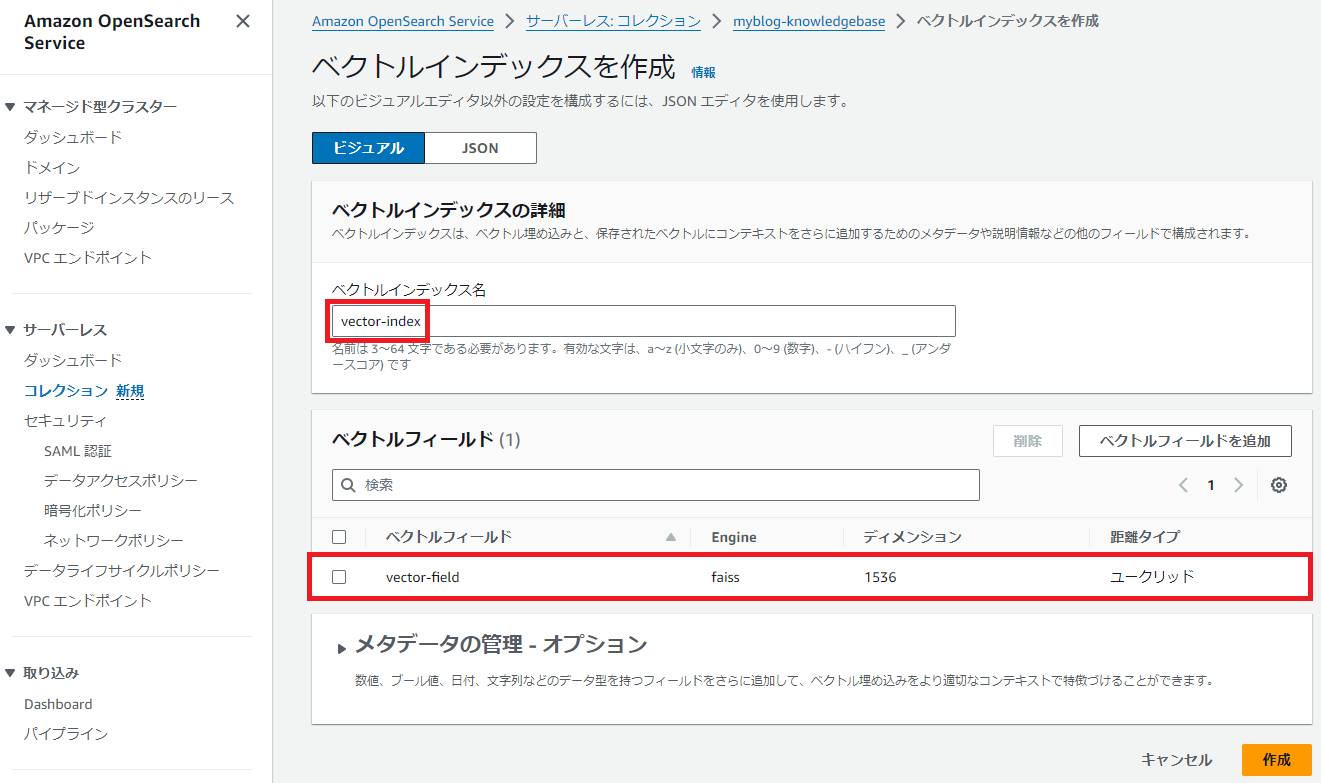 Amazon OpenSearch
Service
マネージド型クラスター
ダッシュボード
ドメイン
リザーブドインスタンスのリース
パッケージ
VPC エンドポイント
サーバーレス
ダッシュボード
コレクション 新規
セキュリティ
SAML 認証
データアクセスポリシー
暗号化ポリシー
ネットワークポリシー
データライフサイクルポリシー
VPC エンドポイント
取り込み
Dashboard
パイプライン
Amazon OpenSearch Service > サーバーレス: コレクション > myblog-knowledgebase > ベクトルインデックスを作成
ベクトルインデックスを作成 情報
以下のビジュアルエディタ以外の設定を構成するには、JSON エディタを使用します。
ビジュアル JSON
ベクトルインデックスの詳細
ベクトルインデックスは、ベクトル埋め込みと、保存されたベクトルにコンテキストをさらに追加するためのメタデータや説明情報などの他のフィールドで構成されます。
ベクトルインデックス名
vector-index
名前は 3～64 文字である必要があります。有効な文字は、a～z (小文字のみ)、0～9 (数字)、- (ハイフン)、_ (アンダ
ースコア) です
ベクトルフィールド (1) 削除 ベクトルフィールドを追加
検索 1
ベクトルフィールド Engine ディメンション 距離タイプ
vector-field faiss 1536 ユークリッド
メタデータの管理 - オプション
数値、ブール値、日付、文字列などのデータ型を持つフィールドをさらに追加して、ベクトル埋め込みをより適切なコンテキストで特徴づけることができます。
キャンセル 作成